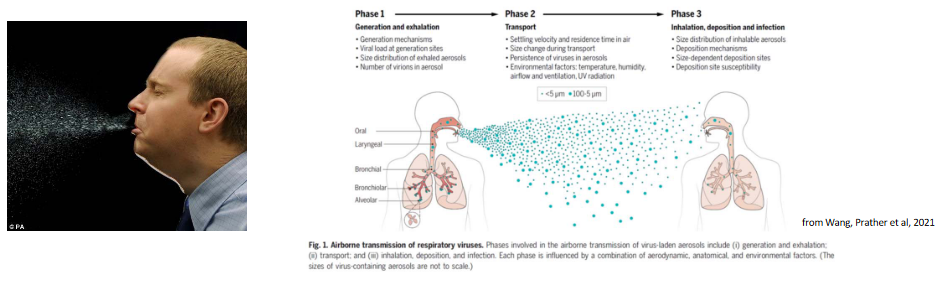 Phase 1
Phase 2
Phase 3
Generation and exhalation
• Generation mechanisms
• Viral load at generation sites
• Size distribution of exhaled aerosols
• Number of virions in aerosol
Transport
• Settling velocity and residence time in air
• Size change during transport
• Persistence of viruses in aerosols
• Environmental factors: temperature, humidity,
airflow and ventilation, UV radiation
Inhalation, deposition and infection
• Size distribution of inhalable aerosols
• Deposition mechanisms
• Size-dependent deposition sites
• Deposition site susceptibility
<5 µm 100-5 µm
Oral
Laryngeal
Bronchial
Bronchiolar
Alveolar
© PA
from Wang, Prather et al, 2021
Fig. 1. Airborne transmission of respiratory viruses. Phases involved in the airborne transmission of virus-laden aerosols include (i) generation and exhalation;
(ii) transport; and (iii) inhalation, deposition, and infection. Each phase is influenced by a combination of aerodynamic, anatomical, and environmental factors. (The
sizes of virus-containing aerosols are not to scale.)